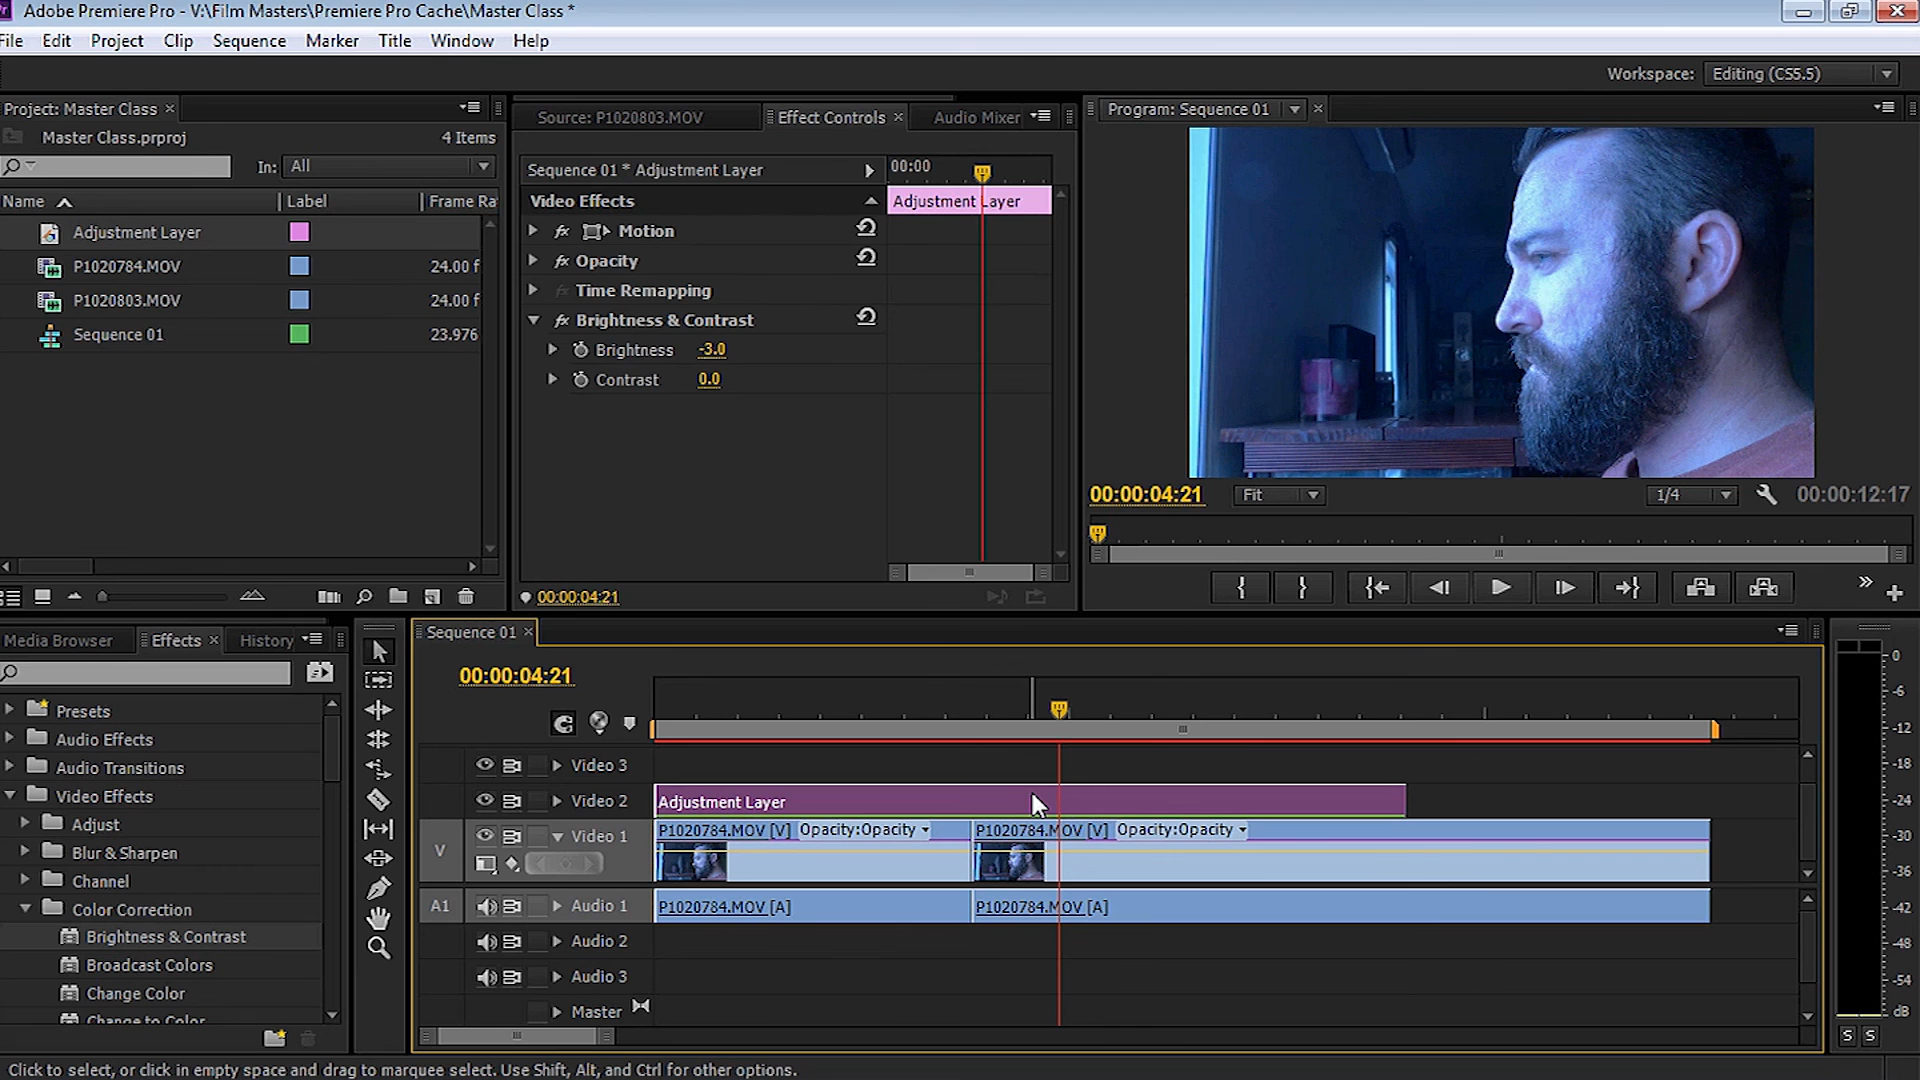 Adobe Premiere Pro - V:\Film Masters\Premiere Pro Cache\Master Class *
File Edit Project Clip Sequence Marker Title Window Help
Workspace: Editing (CS5.5)
Project: Master Class
Master Class.prproj 4 Items
In: All
Name Label Frame Ra
Adjustment Layer
P1020784.MOV 24.00 f
P1020803.MOV 24.00 f
Sequence 01 23.976
Source: P1020803.MOV Effect Controls Audio Mixer
Sequence 01 * Adjustment Layer 00:00
Video Effects Adjustment Layer
fx Motion
fx Opacity
fx Time Remapping
fx Brightness & Contrast
Brightness -3.0
Contrast 0.0
00:00:04:21
Program: Sequence 01
00:00:04:21 Fit 1/4 00:00:12:17
Media Browser Effects History
Presets
Audio Effects
Audio Transitions
Video Effects
Adjust
Blur & Sharpen
Channel
Color Correction
Brightness & Contrast
Broadcast Colors
Change Color
Change to Color
Sequence 01
00:00:04:21
Video 3
Video 2 Adjustment Layer
V Video 1 P1020784.MOV [V] Opacity:Opacity P1020784.MOV [V] Opacity:Opacity
A1 Audio 1 P1020784.MOV [A] P1020784.MOV [A]
Audio 2
Audio 3
Master
0
-6
-12
-18
-24
-30
-36
-42
-48
-54
dB
S S
Click to select, or click in empty space and drag to marquee select. Use Shift, Alt, and Ctrl for other options.